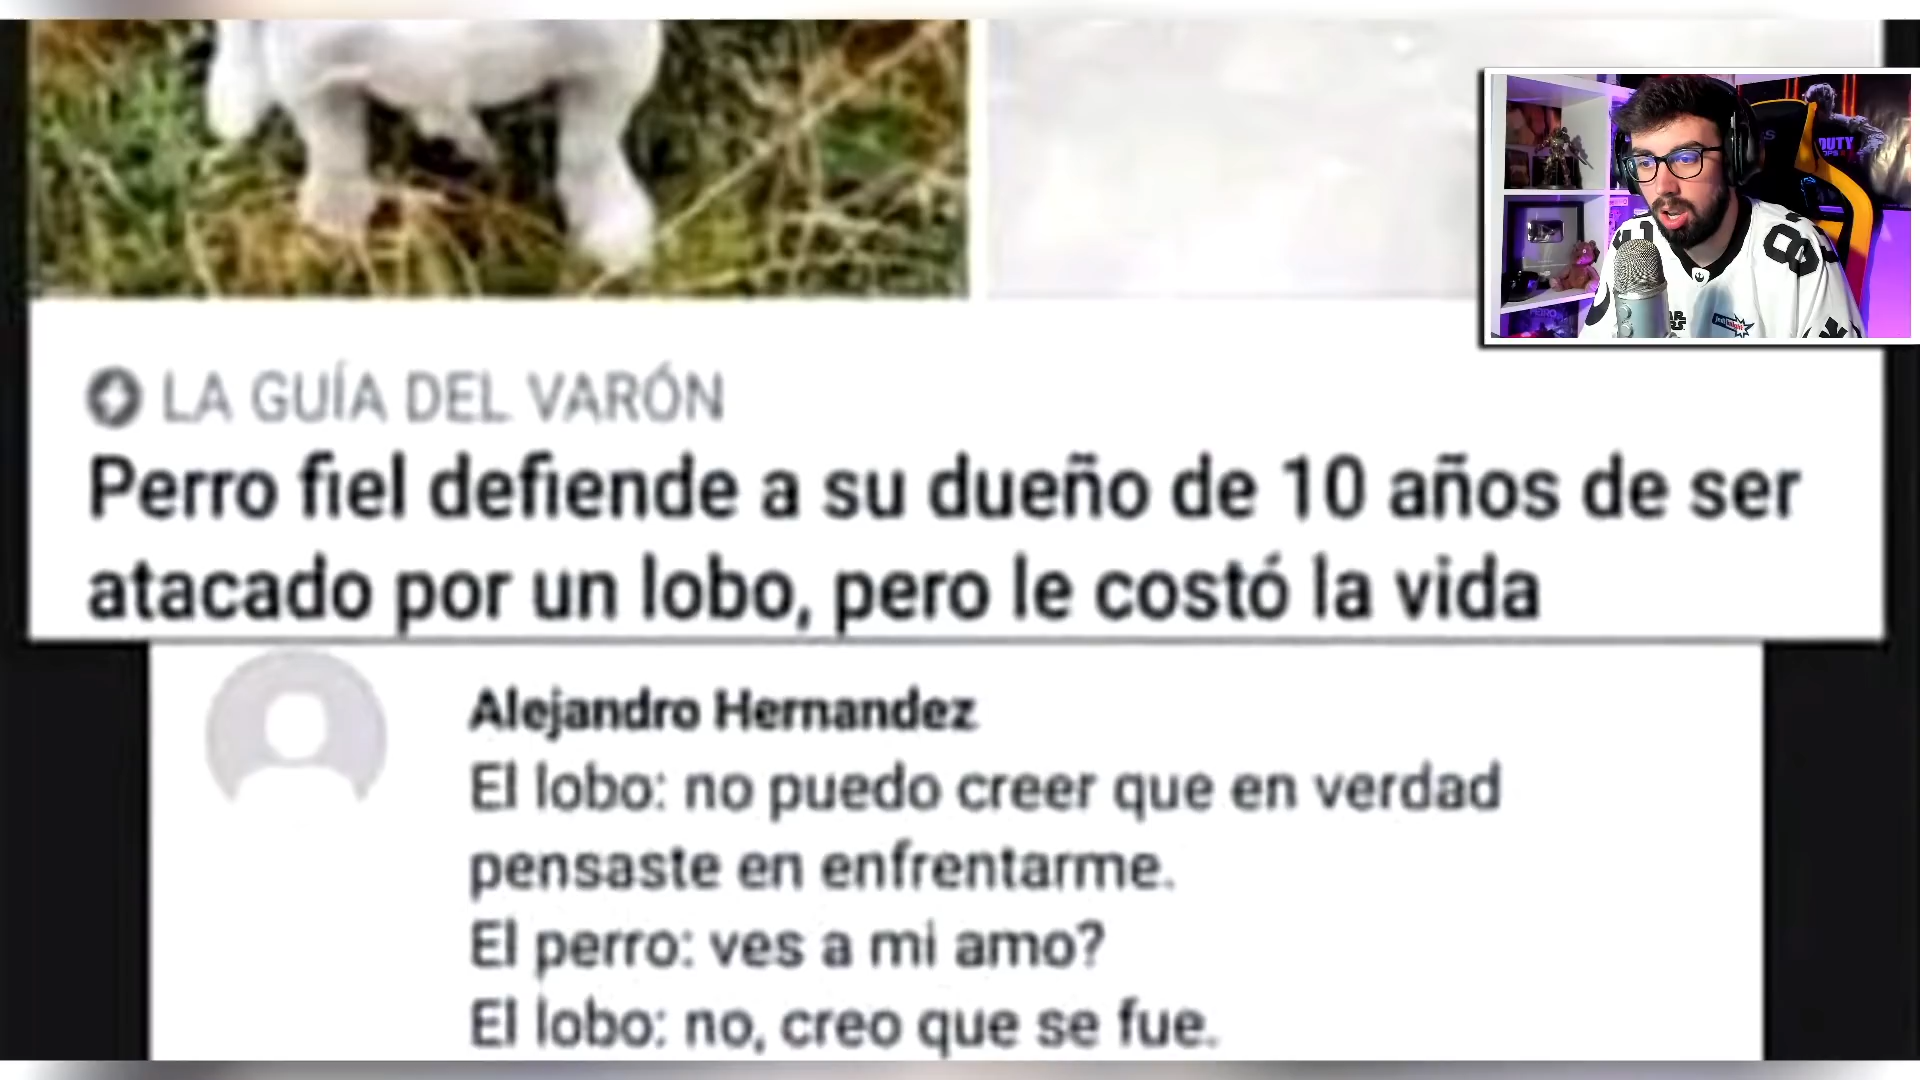 LA GUÍA DEL VARÓN
Perro fiel defiende a su dueño de 10 años de ser
atacado por un lobo, pero le costó la vida
Alejandro Hernandez
El lobo: no puedo creer que en verdad
pensaste en enfrentarme.
El perro: ves a mi amo?
El lobo: no, creo que se fue.
DUTY